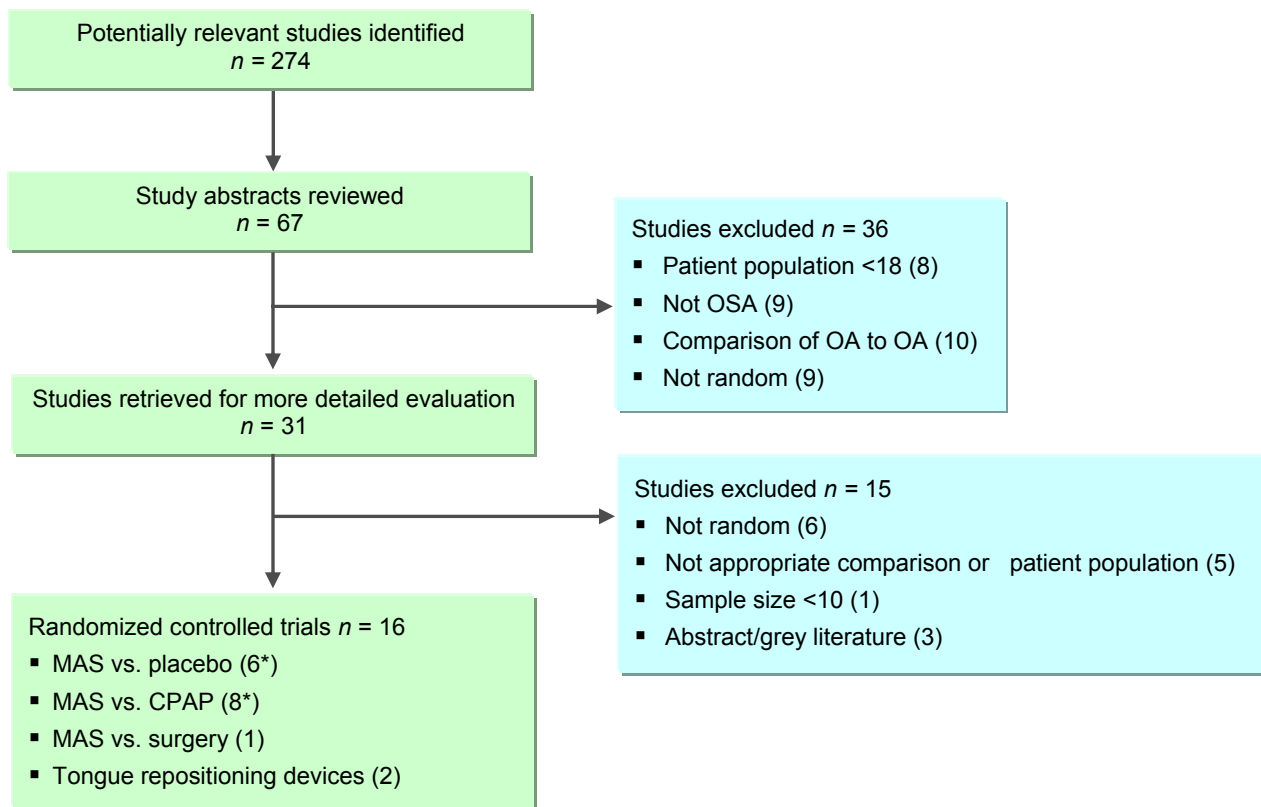 Potentially relevant studies identified
n = 274
Study abstracts reviewed
n = 67
Studies excluded n = 36
▪ Patient population <18 (8)
▪ Not OSA (9)
▪ Comparison of OA to OA (10)
▪ Not random (9)
Studies retrieved for more detailed evaluation
n = 31
Studies excluded n = 15
▪ Not random (6)
▪ Not appropriate comparison or patient population (5)
▪ Sample size <10 (1)
▪ Abstract/grey literature (3)
Randomized controlled trials n = 16
▪ MAS vs. placebo (6*)
▪ MAS vs. CPAP (8*)
▪ MAS vs. surgery (1)
▪ Tongue repositioning devices (2)